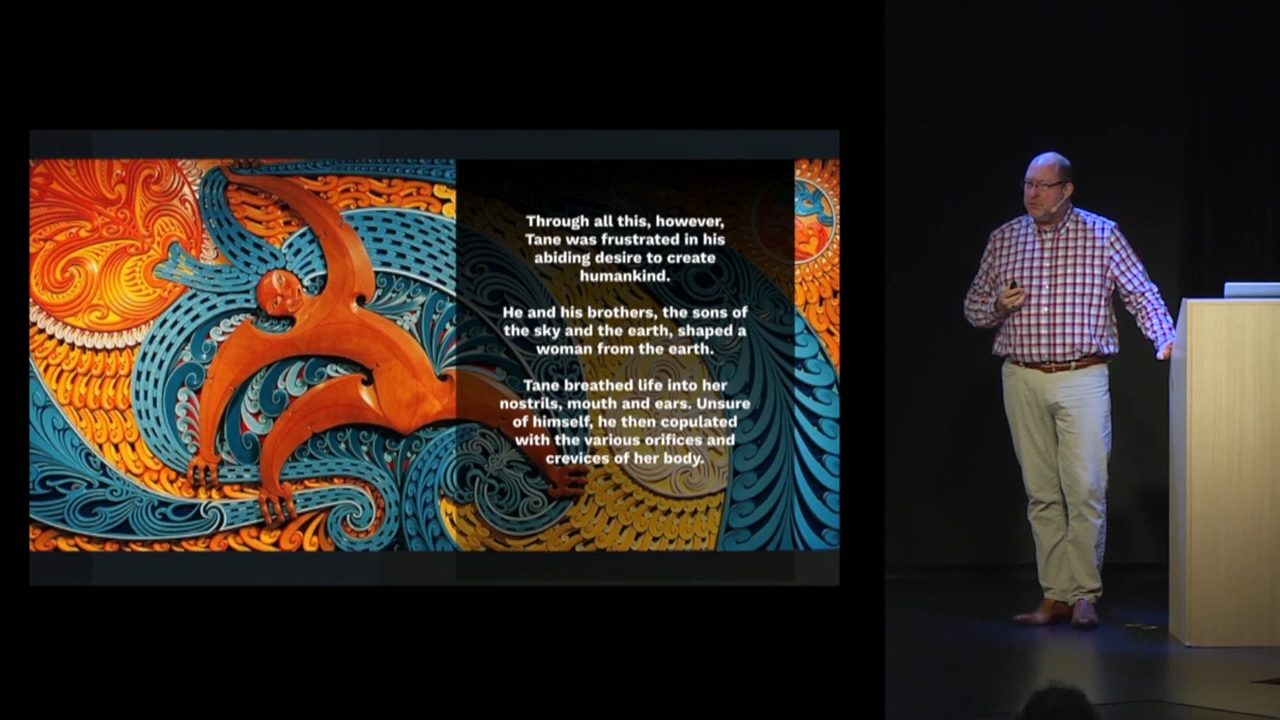 Through all this, however,
Tane was frustrated in his
abiding desire to create
humankind.
He and his brothers, the sons of
the sky and the earth, shaped a
woman from the earth.
Tane breathed life into her
nostrils, mouth and ears. Unsure
of himself, he then copulated
with the various orifices and
crevices of her body.